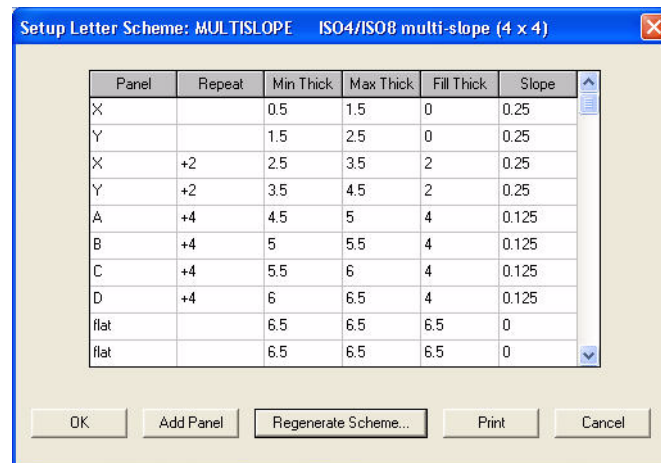 Setup Letter Scheme: MULTISLOPE ISO4/ISO8 multi-slope (4 x 4)
Panel Repeat Min Thick Max Thick Fill Thick Slope
X 0.5 1.5 0 0.25
Y 1.5 2.5 0 0.25
X +2 2.5 3.5 2 0.25
Y +2 3.5 4.5 2 0.25
A +4 4.5 5 4 0.125
B +4 5 5.5 4 0.125
C +4 5.5 6 4 0.125
D +4 6 6.5 4 0.125
flat 6.5 6.5 6.5 0
flat 6.5 6.5 6.5 0
OK Add Panel Regenerate Scheme... Print Cancel